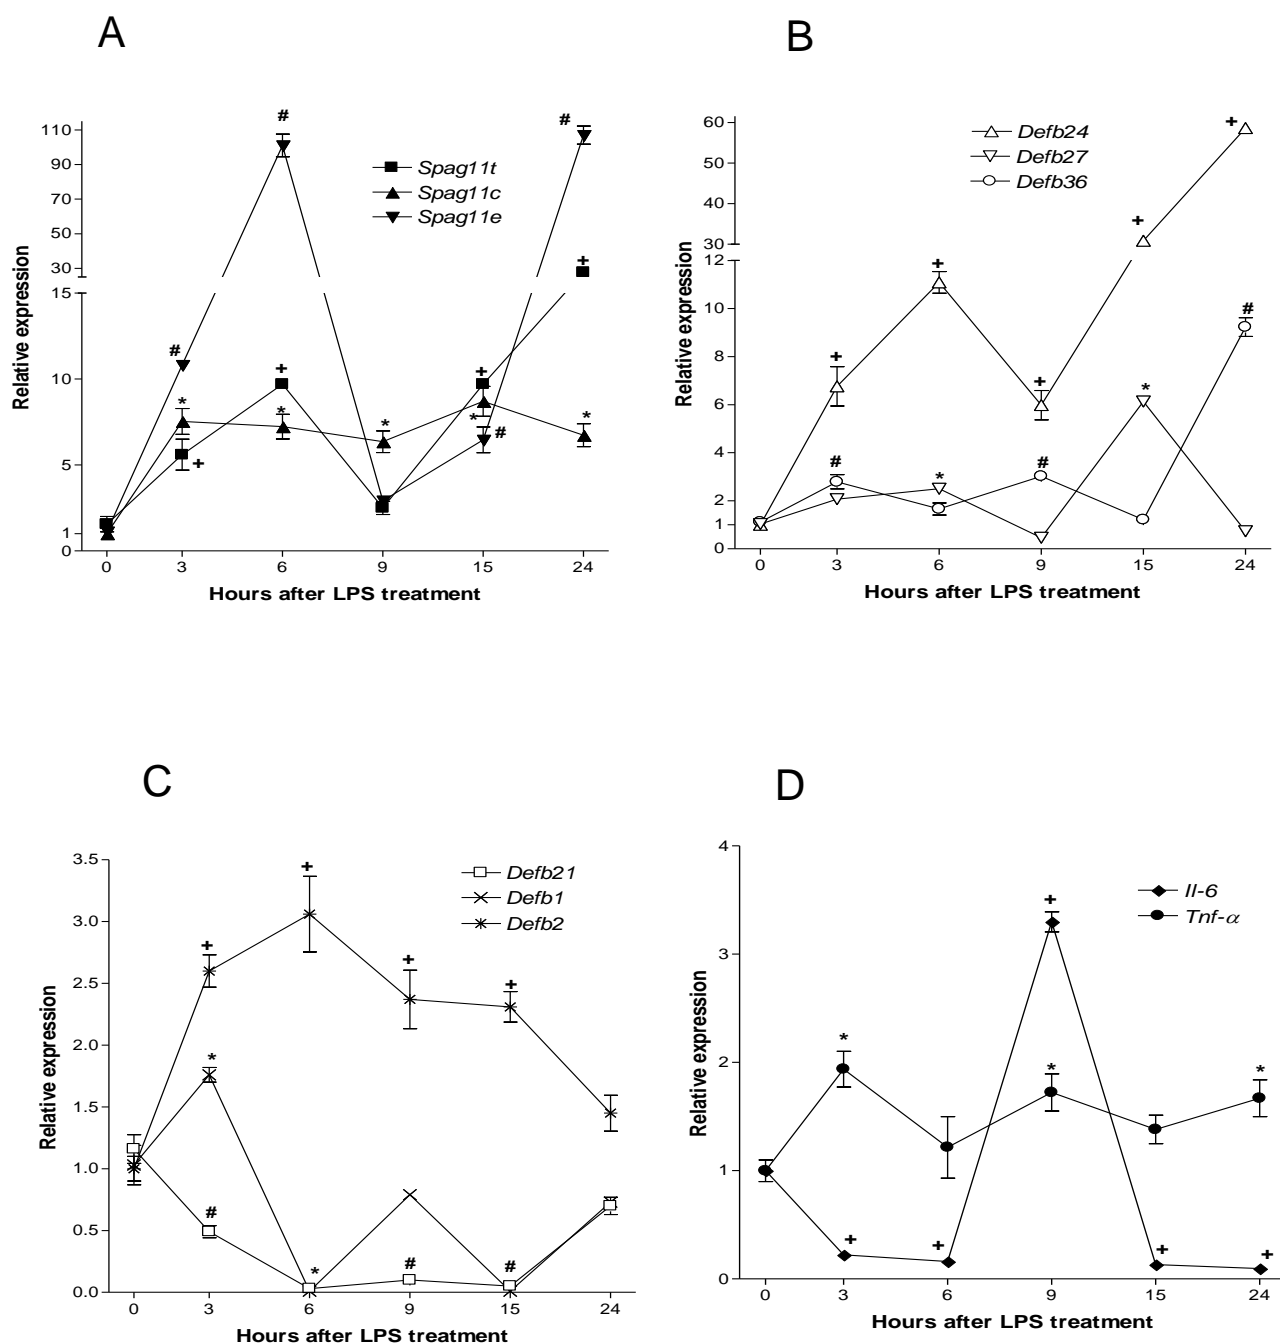 A
Relative expression
110
90
70
50
30
15
10
5
1
0
# # #
# + +
* * * * *
+ #
Spag11t
Spag11c
Spag11e
0 3 6 9 15 24
Hours after LPS treatment
B
Relative expression
60
50
40
30
12
10
8
6
4
2
1
0
+ + + + +
# * # * #
Defb24
Defb27
Defb36
0 3 6 9 15 24
Hours after LPS treatment
C
Relative expression
3.5
3.0
2.5
2.0
1.5
1.0
0.5
0.0
+ + + +
*
# * # #
Defb21
Defb1
Defb2
0 3 6 9 15 24
Hours after LPS treatment
D
Relative expression
4
3
2
1
0
+
* * *
+ + + +
Il-6
Tnf-α
0 3 6 9 15 24
Hours after LPS treatment